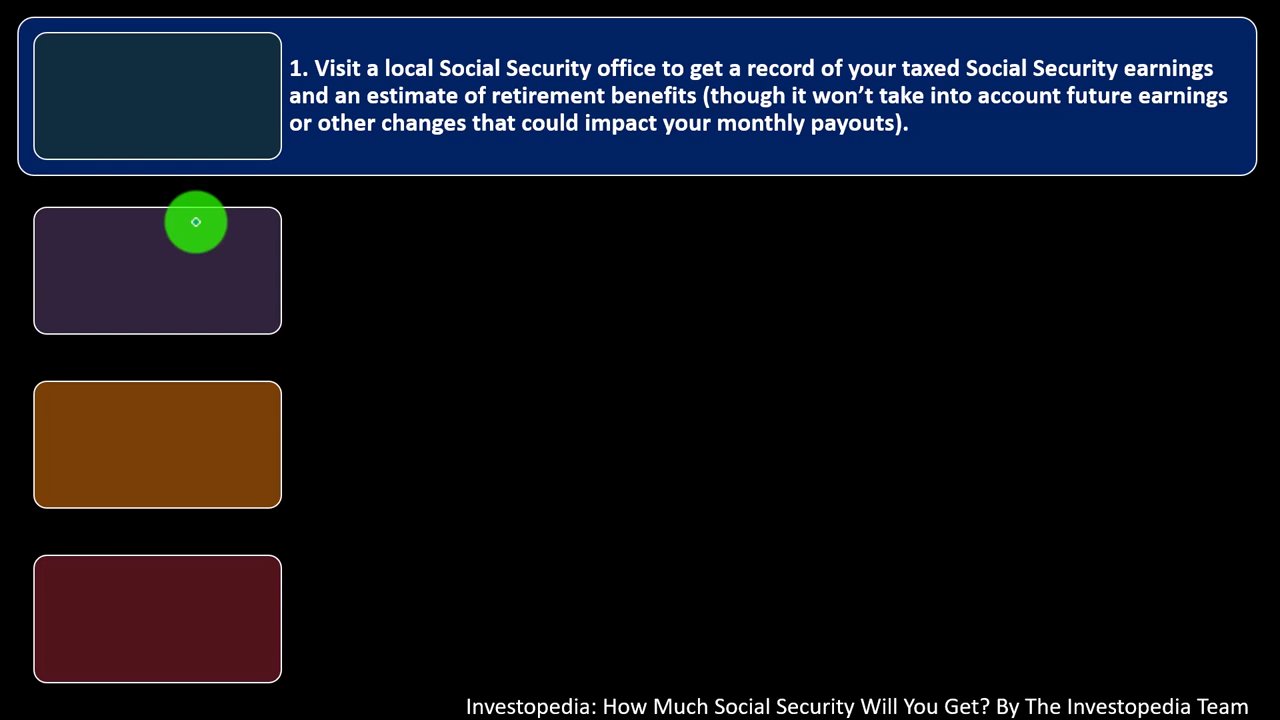 1. Visit a local Social Security office to get a record of your taxed Social Security earnings
and an estimate of retirement benefits (though it won’t take into account future earnings
or other changes that could impact your monthly payouts).
Investopedia: How Much Social Security Will You Get? By The Investopedia Team